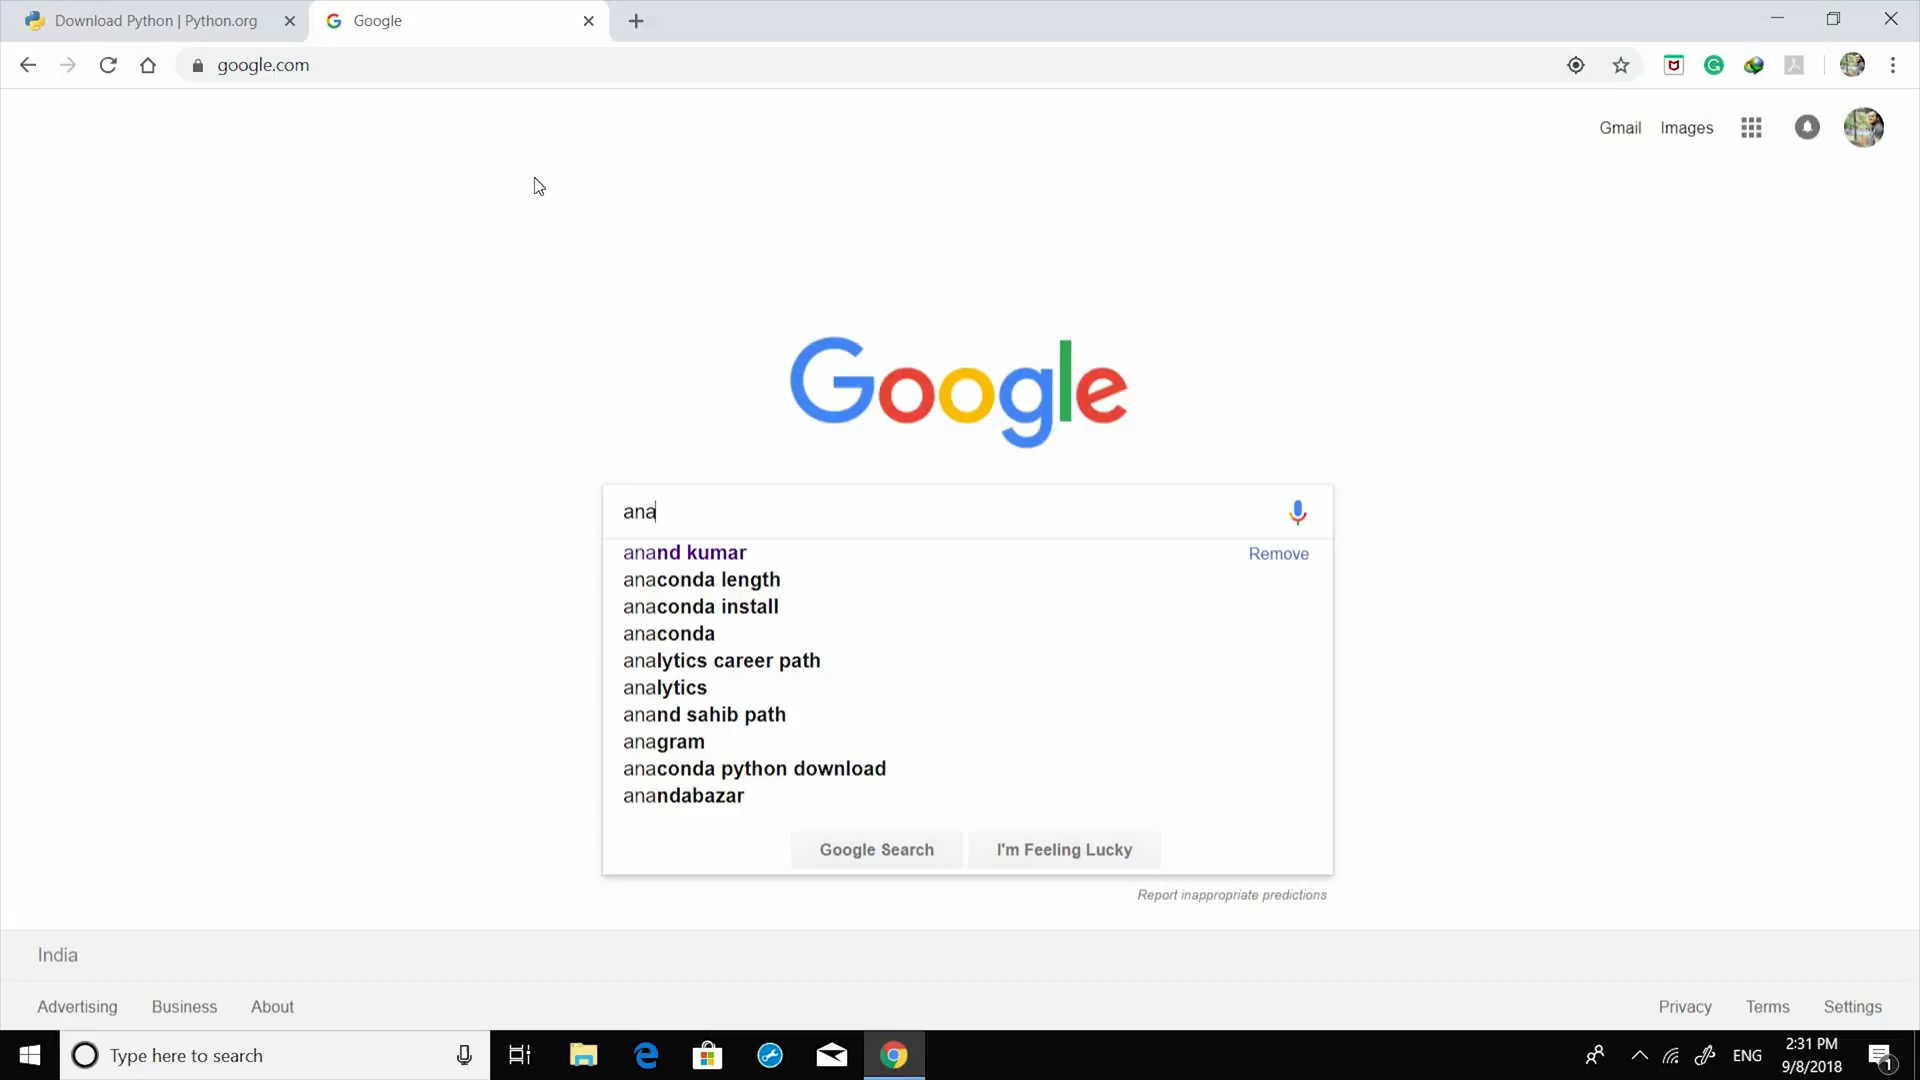 Download Python | Python.org
Google
google.com
Gmail Images
Google
ana
anand kumar Remove
anaconda length
anaconda install
anaconda
analytics career path
analytics
anand sahib path
anagram
anaconda python download
anandabazar
Google Search I'm Feeling Lucky
Report inappropriate predictions
India
Advertising Business About Privacy Terms Settings
Type here to search
ENG
2:31 PM
9/8/2018
1